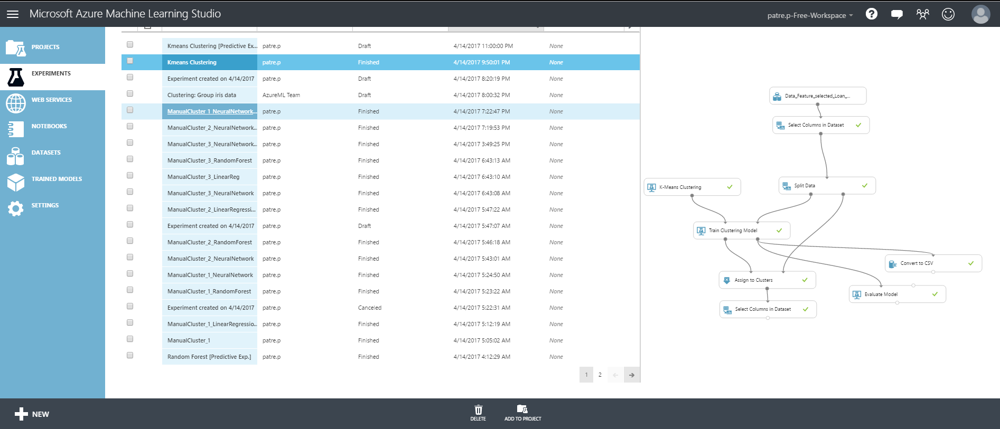 Microsoft Azure Machine Learning Studio
patre.p-Free-Workspace
PROJECTS
EXPERIMENTS
WEB SERVICES
NOTEBOOKS
DATASETS
TRAINED MODELS
SETTINGS
Kmeans Clustering [Predictive Ex... patre.p Draft 4/14/2017 11:00:00 PM None
Kmeans Clustering patre.p Finished 4/14/2017 9:50:01 PM None
Experiment created on 4/14/2017 patre.p Draft 4/14/2017 8:20:19 PM None
Clustering: Group iris data AzureML Team Draft 4/14/2017 8:00:32 PM None
ManualCluster_1_NeuralNetwork... patre.p Finished 4/14/2017 7:22:47 PM None
ManualCluster_2_NeuralNetwork... patre.p Finished 4/14/2017 7:19:53 PM None
ManualCluster_3_NeuralNetwork... patre.p Finished 4/14/2017 3:49:25 PM None
ManualCluster_3_RandomForest patre.p Finished 4/14/2017 6:43:13 AM None
ManualCluster_3_LinearReg patre.p Finished 4/14/2017 6:43:10 AM None
ManualCluster_3_NeuralNetwork patre.p Finished 4/14/2017 6:43:08 AM None
ManualCluster_2_LinearRegressi... patre.p Finished 4/14/2017 5:47:22 AM None
Experiment created on 4/14/2017 patre.p Draft 4/14/2017 5:47:07 AM None
ManualCluster_2_RandomForest patre.p Finished 4/14/2017 5:46:18 AM None
ManualCluster_2_NeuralNetwork patre.p Finished 4/14/2017 5:43:01 AM None
ManualCluster_1_NeuralNetwork patre.p Finished 4/14/2017 5:24:50 AM None
ManualCluster_1_RandomForest patre.p Finished 4/14/2017 5:23:22 AM None
Experiment created on 4/14/2017 patre.p Canceled 4/14/2017 5:22:31 AM None
ManualCluster_1_LinearRegressio... patre.p Finished 4/14/2017 5:12:19 AM None
ManualCluster_1 patre.p Finished 4/14/2017 5:05:02 AM None
Random Forest [Predictive Exp.] patre.p Finished 4/14/2017 4:12:29 AM None
1 2
Data_Feature_selected_Loan_...
Select Columns in Dataset
K-Means Clustering
Split Data
Train Clustering Model
Convert to CSV
Assign to Clusters
Evaluate Model
Select Columns in Dataset
NEW
DELETE
ADD TO PROJECT